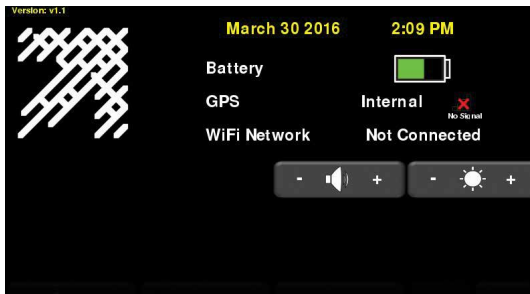 Version: v1.1
March 30 2016 2:09 PM
Battery
GPS Internal
No Signal
WiFi Network Not Connected
- + - +